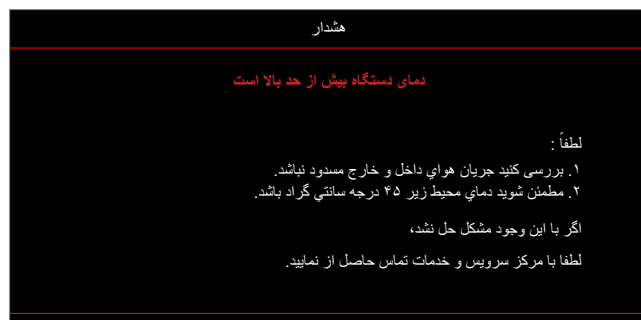 هشدار
دمای دستگاه بیش از حد بالا است
لطفاً :
۱. بررسی کنید جریان هواي داخل و خارج مسدود نباشد.
۲. مطمئن شوید دماي محیط زیر ۴۵ درجه سانتي گراد باشد.
اگر با این وجود مشکل حل نشد،
لطفا با مرکز سرویس و خدمات تماس حاصل از نمایید.